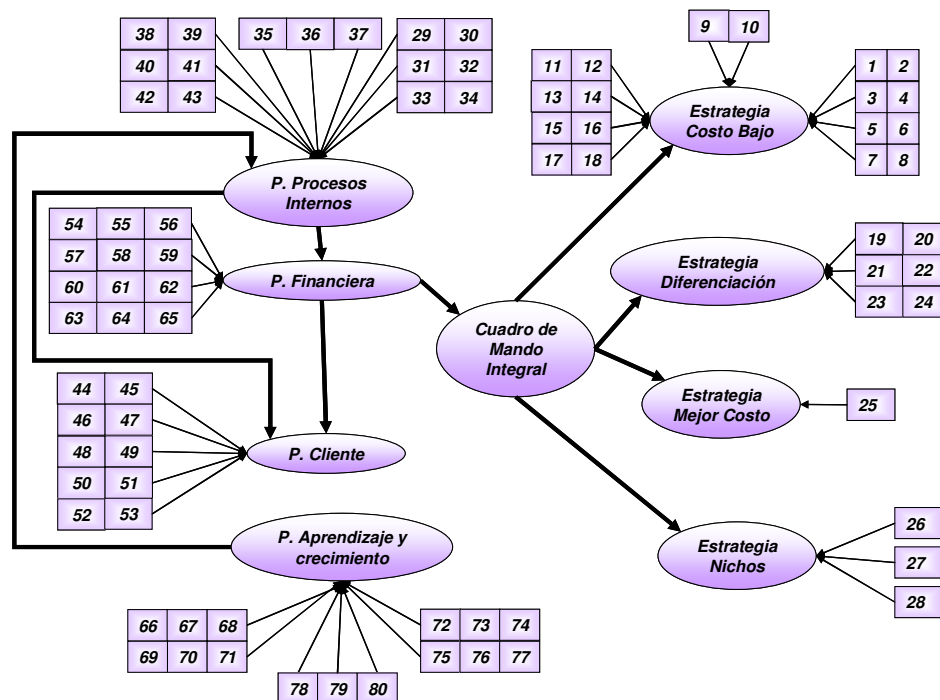 38 39
40 41
42 43
35 36 37
29 30
31 32
33 34
9 10
11 12
13 14
15 16
17 18
Estrategia
Costo Bajo
1 2
3 4
5 6
7 8
P. Procesos
Internos
54 55 56
57 58 59
60 61 62
63 64 65
P. Financiera
Cuadro de
Mando
Integral
Estrategia
Diferenciación
19 20
21 22
23 24
Estrategia
Mejor Costo
25
44 45
46 47
48 49
50 51
52 53
P. Cliente
P. Aprendizaje y
crecimiento
Estrategia
Nichos
26
27
28
66 67 68
69 70 71
72 73 74
75 76 77
78 79 80